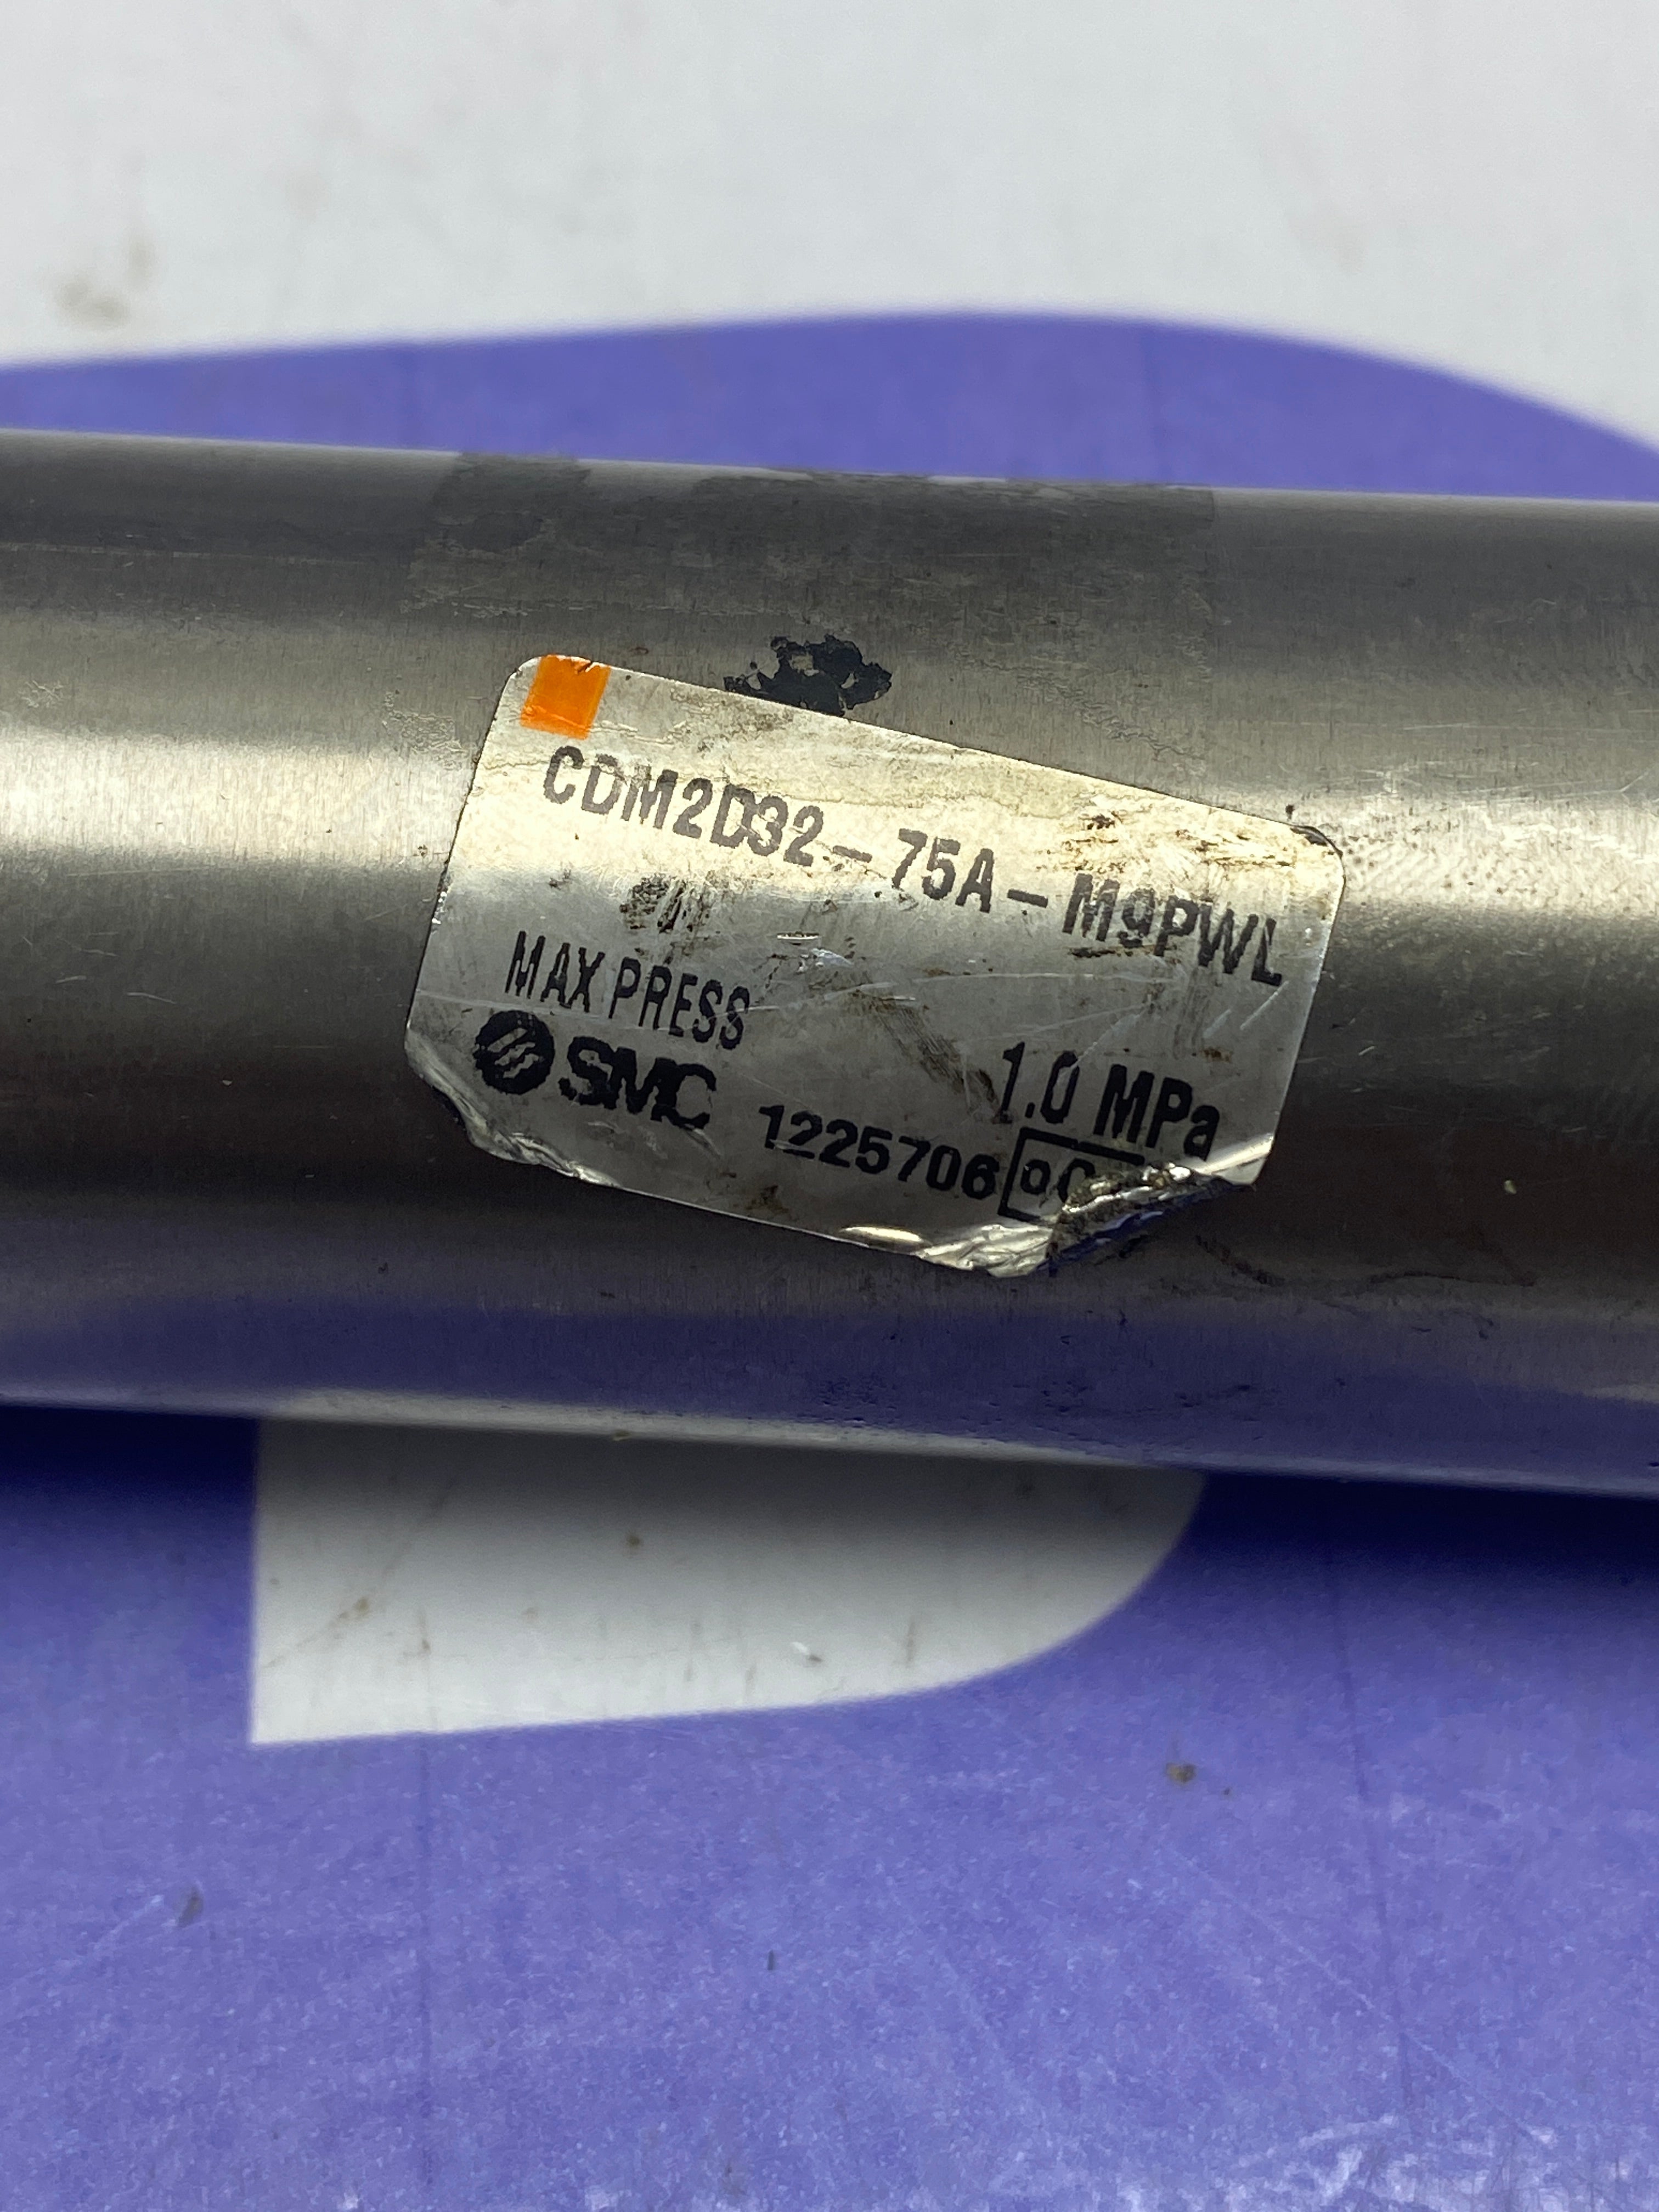 CDM2D32-75A-M9PWL
MAX PRESS 1.0 MPa
SMC 1225706